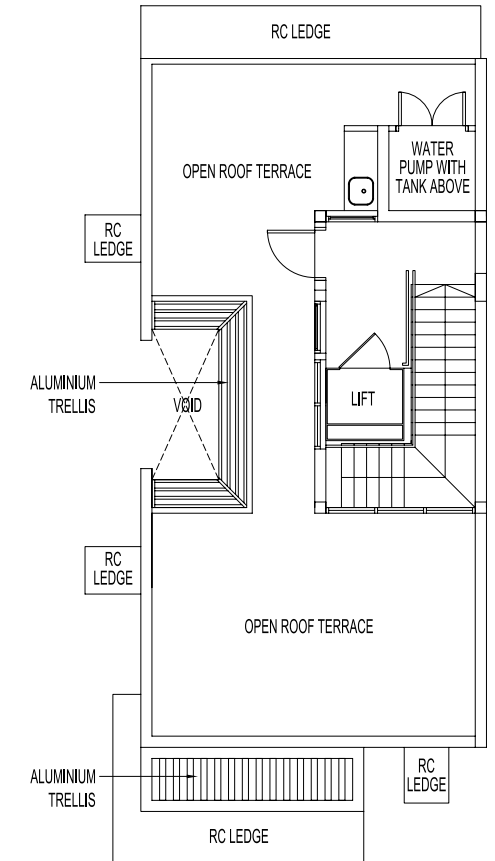 RC LEDGE
WATER
PUMP WITH
TANK ABOVE
OPEN ROOF TERRACE
RC
LEDGE
ALUMINIUM
TRELLIS
VOID
LIFT
RC
LEDGE
OPEN ROOF TERRACE
ALUMINIUM
TRELLIS
RC
LEDGE
RC LEDGE